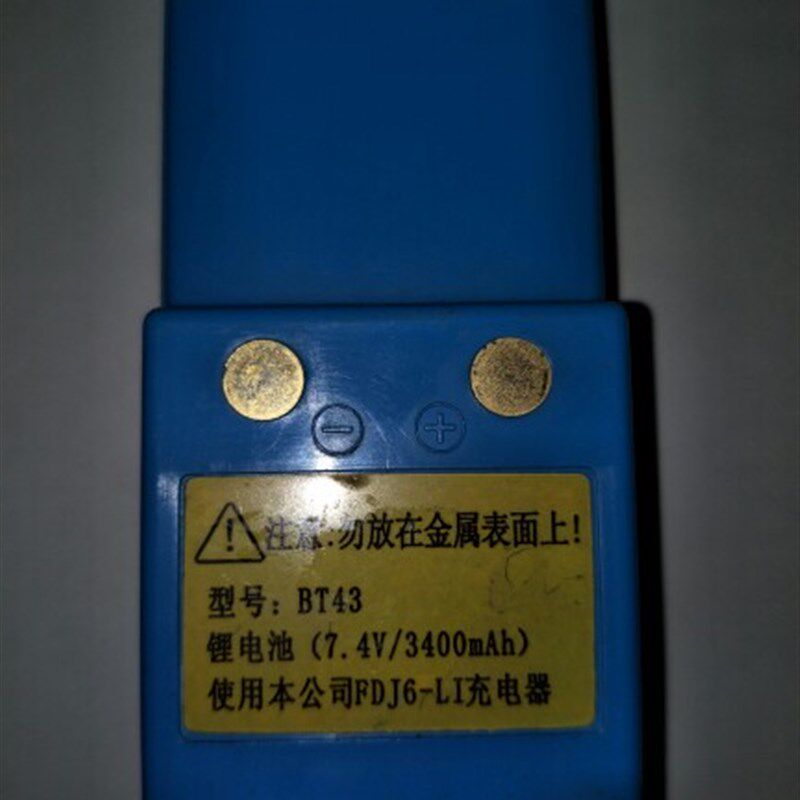 − +
注意:勿放在金属表面上!
型号：BT43
锂电池（7.4V/3400mAh）
使用本公司FDJ6-LI充电器